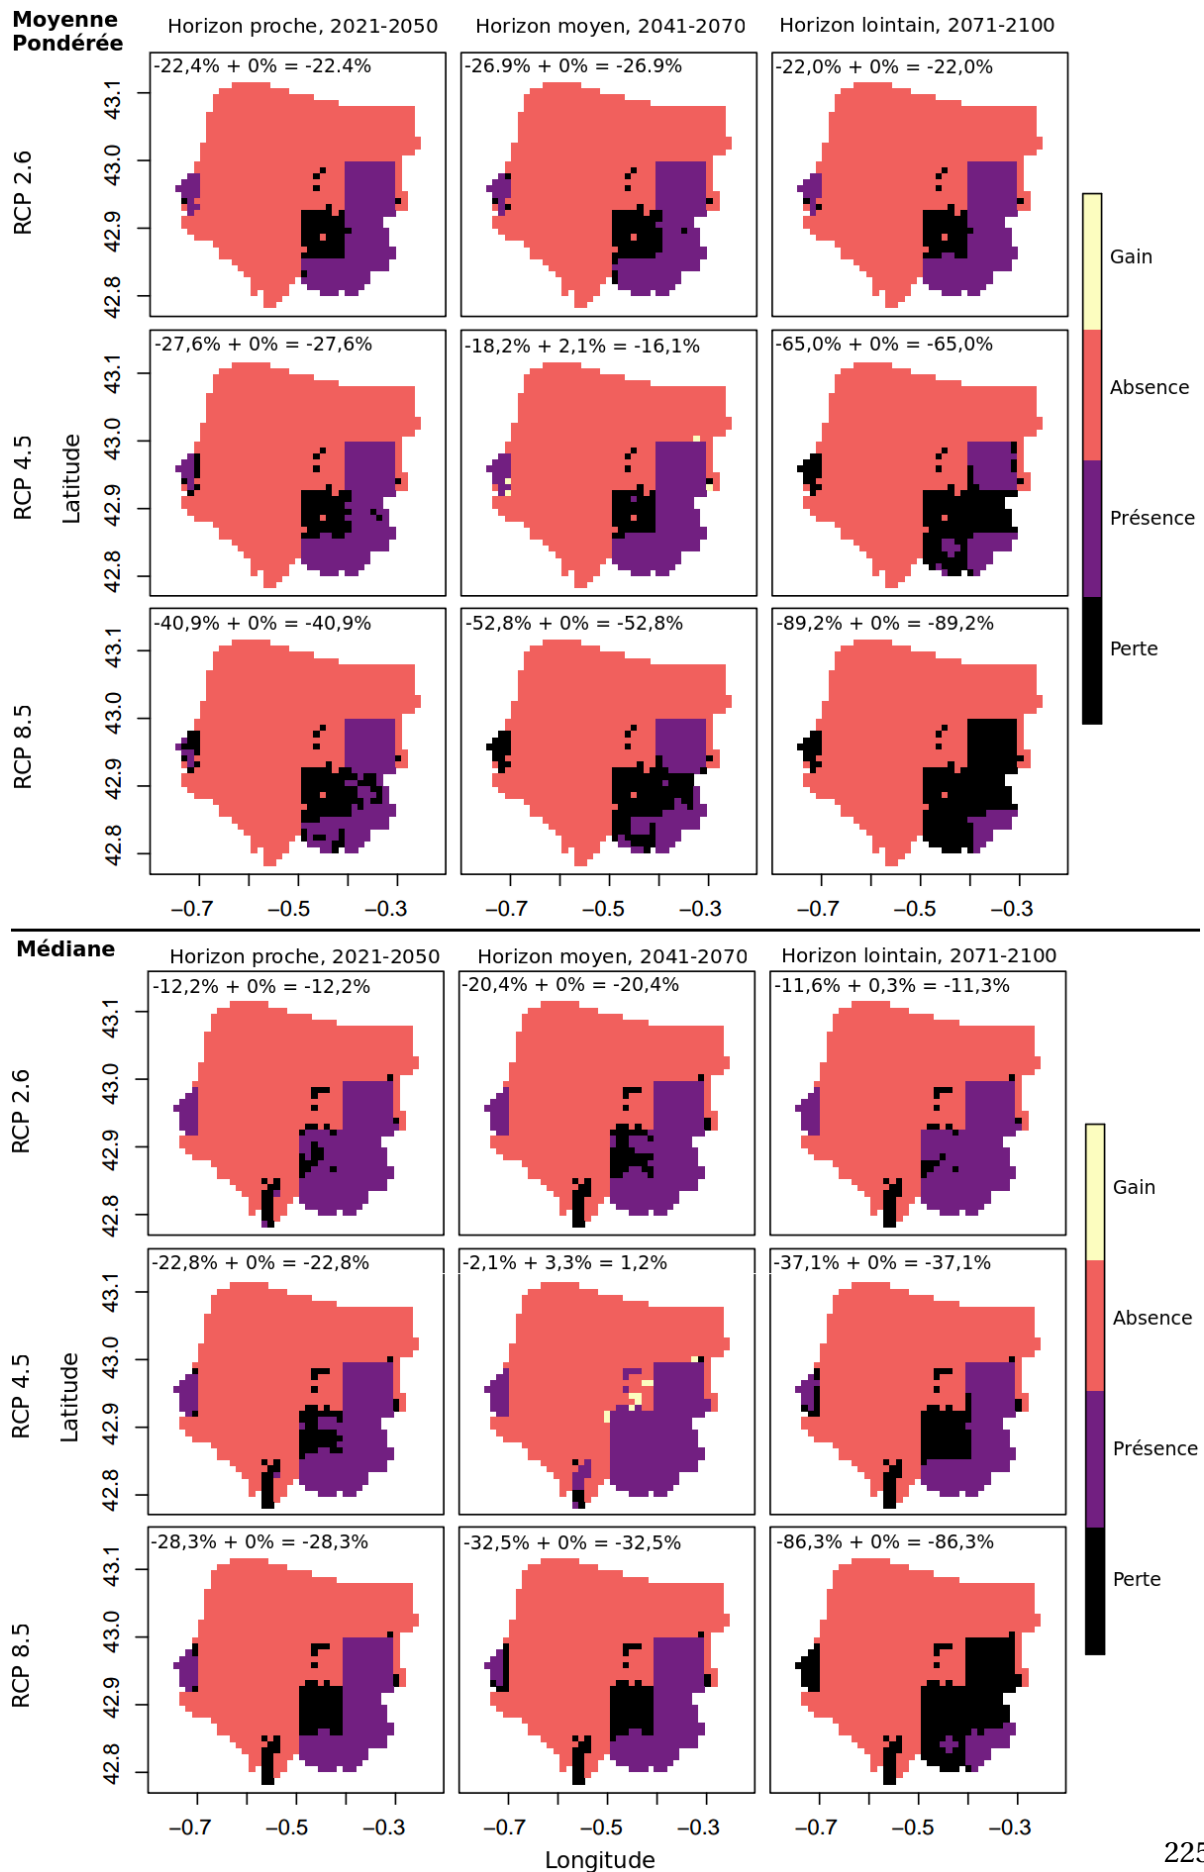 Moyenne
Pondérée
Horizon proche, 2021-2050
Horizon moyen, 2041-2070
Horizon lointain, 2071-2100
RCP 2.6
-22,4% + 0% = -22.4%
-26.9% + 0% = -26.9%
-22,0% + 0% = -22,0%
43.1
43.0
42.9
42.8
RCP 4.5
Latitude
-27,6% + 0% = -27,6%
-18,2% + 2,1% = -16,1%
-65,0% + 0% = -65,0%
43.1
43.0
42.9
42.8
RCP 8.5
-40,9% + 0% = -40,9%
-52,8% + 0% = -52,8%
-89,2% + 0% = -89,2%
43.1
43.0
42.9
42.8
−0.7 −0.5 −0.3
−0.7 −0.5 −0.3
−0.7 −0.5 −0.3
Gain
Absence
Présence
Perte
Médiane
Horizon proche, 2021-2050
Horizon moyen, 2041-2070
Horizon lointain, 2071-2100
RCP 2.6
-12,2% + 0% = -12,2%
-20,4% + 0% = -20,4%
-11,6% + 0,3% = -11,3%
43.1
43.0
42.9
42.8
RCP 4.5
Latitude
-22,8% + 0% = -22,8%
-2,1% + 3,3% = 1,2%
-37,1% + 0% = -37,1%
43.1
43.0
42.9
42.8
RCP 8.5
-28,3% + 0% = -28,3%
-32,5% + 0% = -32,5%
-86,3% + 0% = -86,3%
43.1
43.0
42.9
42.8
−0.7 −0.5 −0.3
−0.7 −0.5 −0.3
−0.7 −0.5 −0.3
Longitude
Gain
Absence
Présence
Perte
225